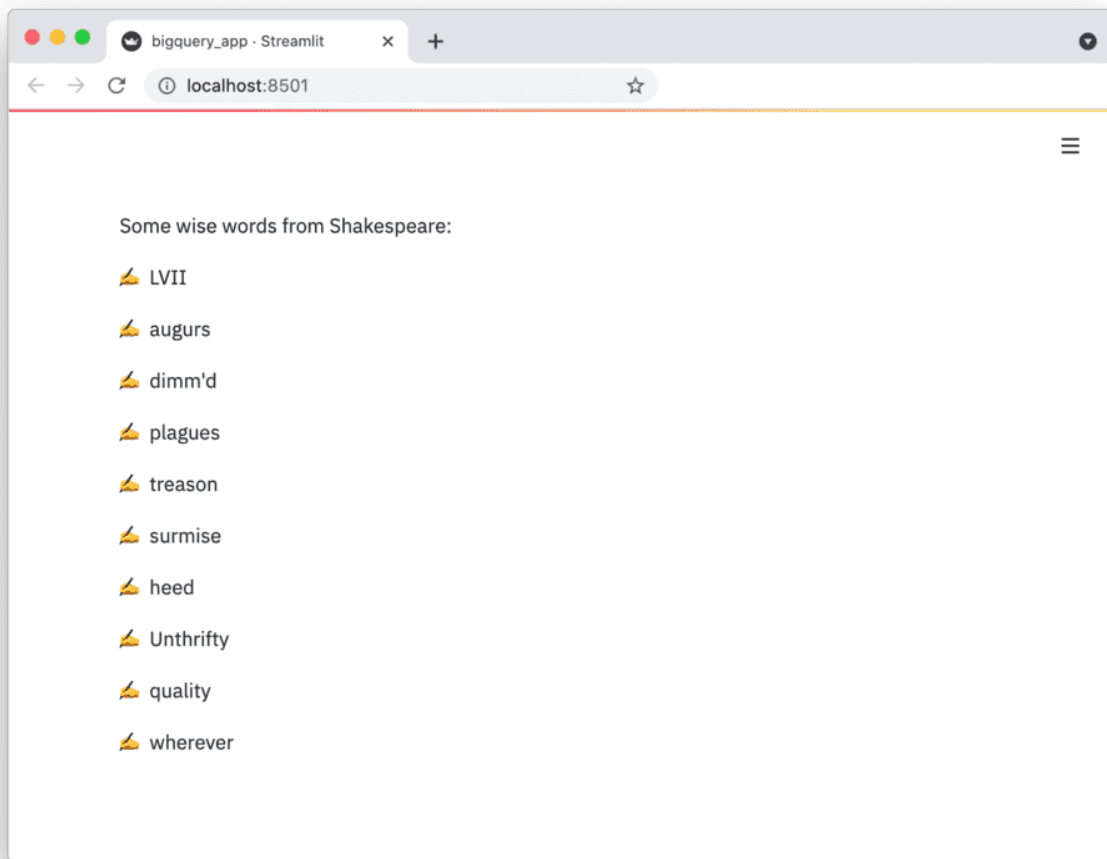 bigquery_app · Streamlit
localhost:8501
Some wise words from Shakespeare:
✍️ LVII
✍️ augurs
✍️ dimm'd
✍️ plagues
✍️ treason
✍️ surmise
✍️ heed
✍️ Unthrifty
✍️ quality
✍️ wherever